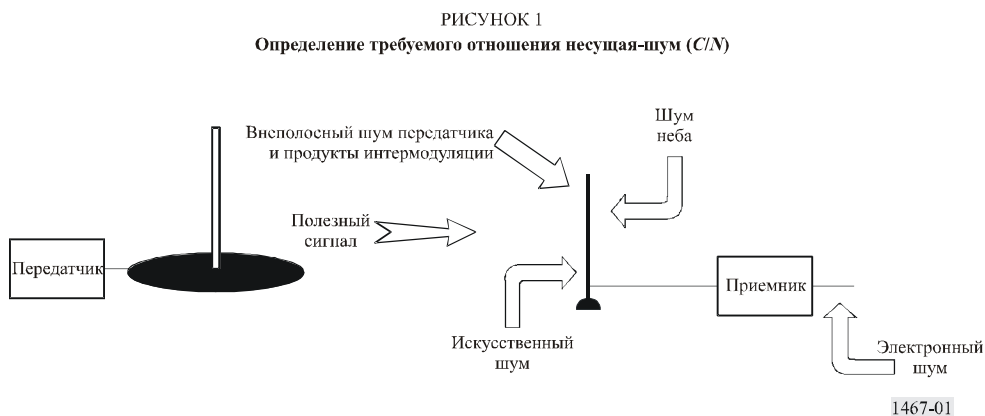 РИСУНОК 1
Определение требуемого отношения несущая-шум (C/N)
Шум
неба
Внеполосный шум передатчика
и продукты интермодуляции
Полезный
сигнал
Передатчик
Приемник
Искусственный
шум
Электронный
шум
1467-01